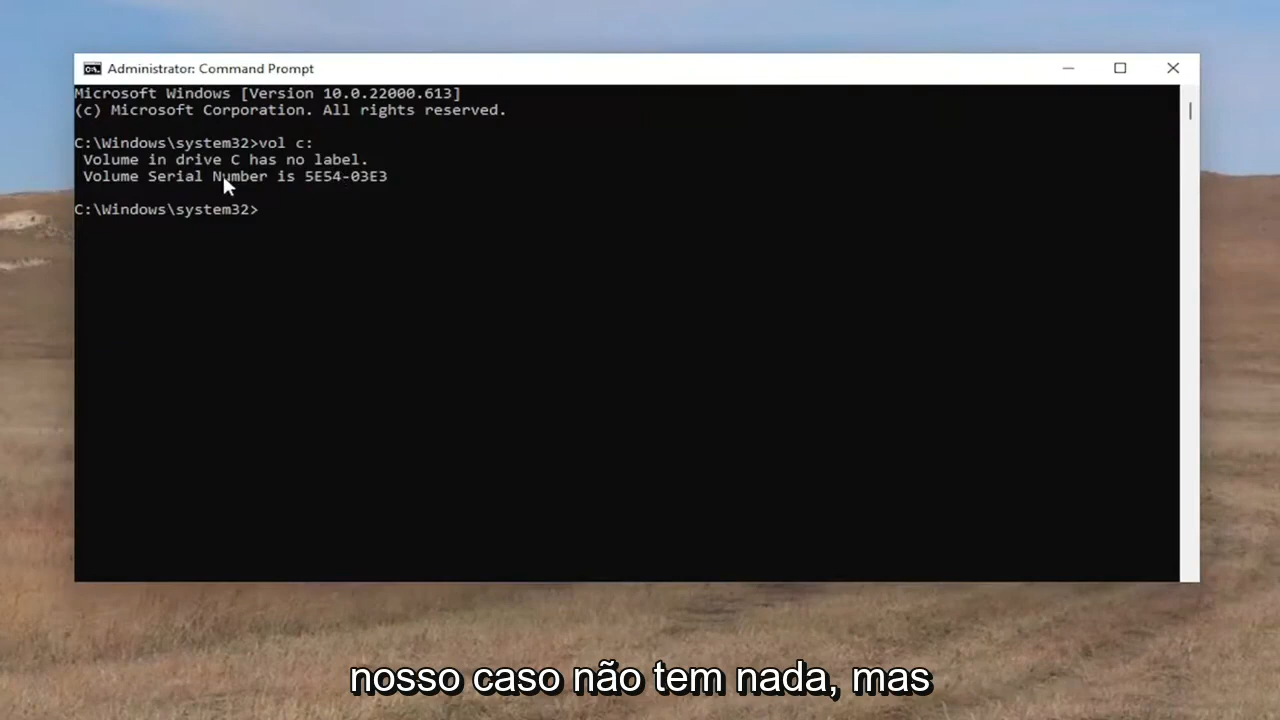 Administrator: Command Prompt
Microsoft Windows [Version 10.0.22000.613]
(c) Microsoft Corporation. All rights reserved.
C:\Windows\system32>vol c:
Volume in drive C has no label.
Volume Serial Number is 5E54-03E3
C:\Windows\system32>
nosso caso não tem nada, mas